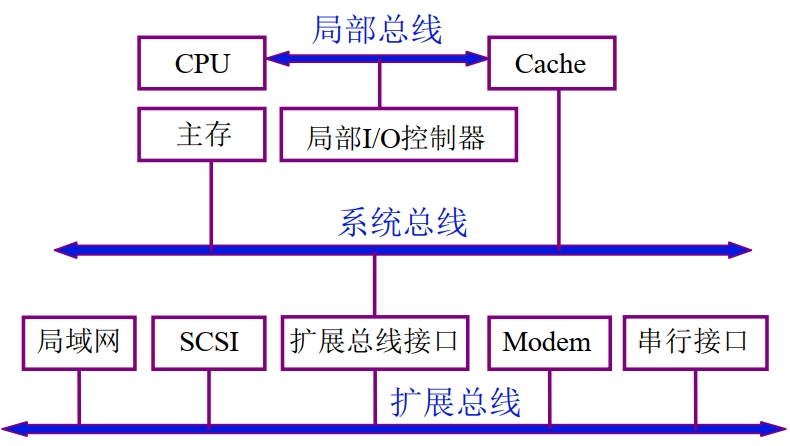 局部总线
CPU
Cache
主存
局部I/O控制器
系统总线
局域网
SCSI
扩展总线接口
Modem
串行接口
扩展总线